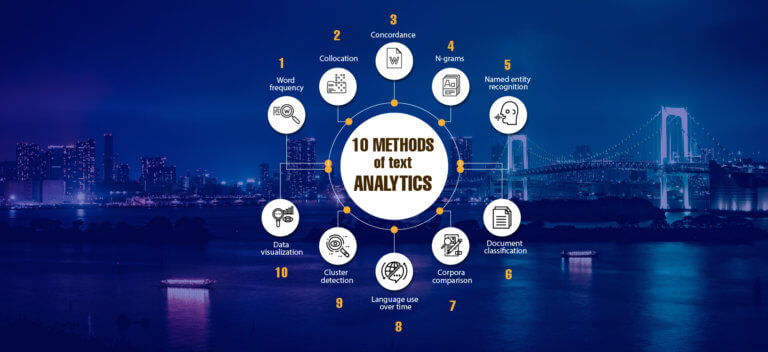 10 METHODS
of text
ANALYTICS
1
Word
frequency
W
2
Collocation
3
Concordance
W
4
N-grams
Aa
5
Named entity
recognition
6
Document
classification
7
Corpora
comparison
8
Language use
over time
9
Cluster
detection
10
Data
visualization